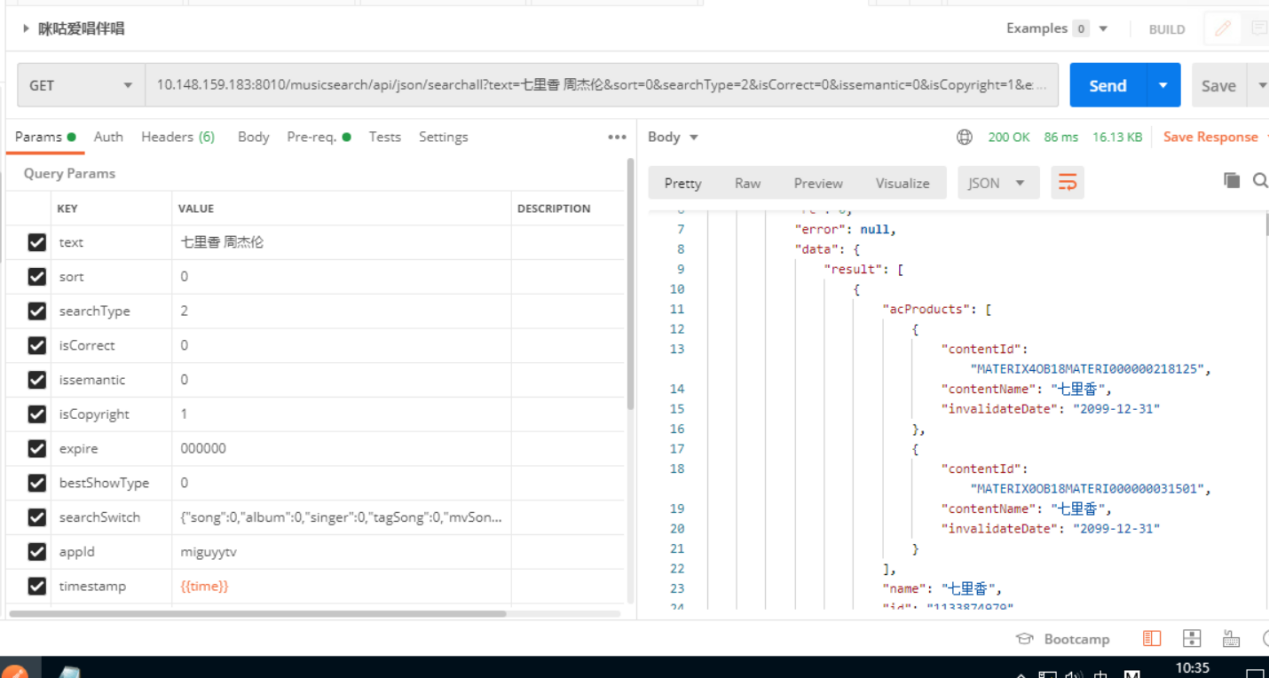 咪咕爱唱伴唱
Examples 0
BUILD
GET
10.148.159.183:8010/musicsearch/api/json/searchall?text=七里香 周杰伦&sort=0&searchType=2&isCorrect=0&issemantic=0&isCopyright=1&e...
Send
Save
Params
Auth
Headers (6)
Body
Pre-req.
Tests
Settings
Query Params
KEY VALUE DESCRIPTION
text 七里香 周杰伦
sort 0
searchType 2
isCorrect 0
issemantic 0
isCopyright 1
expire 000000
bestShowType 0
searchSwitch {"song":0,"album":0,"singer":0,"tagSong":0,"mvSon...
appId miguyytv
timestamp {{time}}
Body
200 OK 86 ms 16.13 KB
Save Response
Pretty Raw Preview Visualize JSON
7 "error": null,
8 "data": {
9 "result": [
10 {
11 "acProducts": [
12 {
13 "contentId":
"MATERIX4OB18MATERI000000218125",
14 "contentName": "七里香",
15 "invalidateDate": "2099-12-31"
16 },
17 {
18 "contentId":
"MATERIX0OB18MATERI000000031501",
19 "contentName": "七里香",
20 "invalidateDate": "2099-12-31"
21 }
22 ],
23 "name": "七里香",
24 "id": "1133874979"
Bootcamp
中
10:35